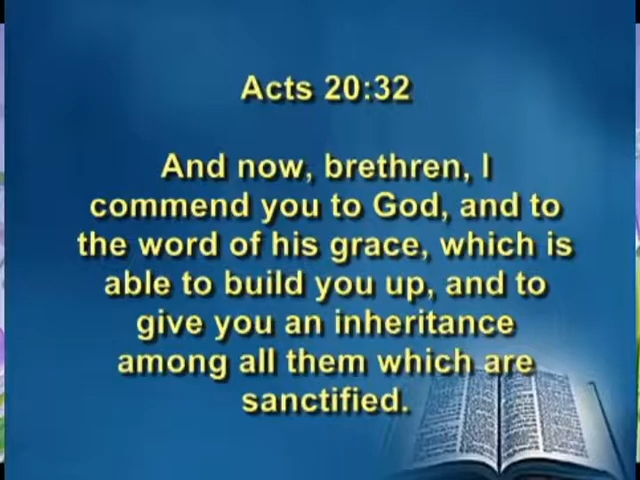 Acts 20:32
And now, brethren, I
commend you to God, and to
the word of his grace, which is
able to build you up, and to
give you an inheritance
among all them which are
sanctified.